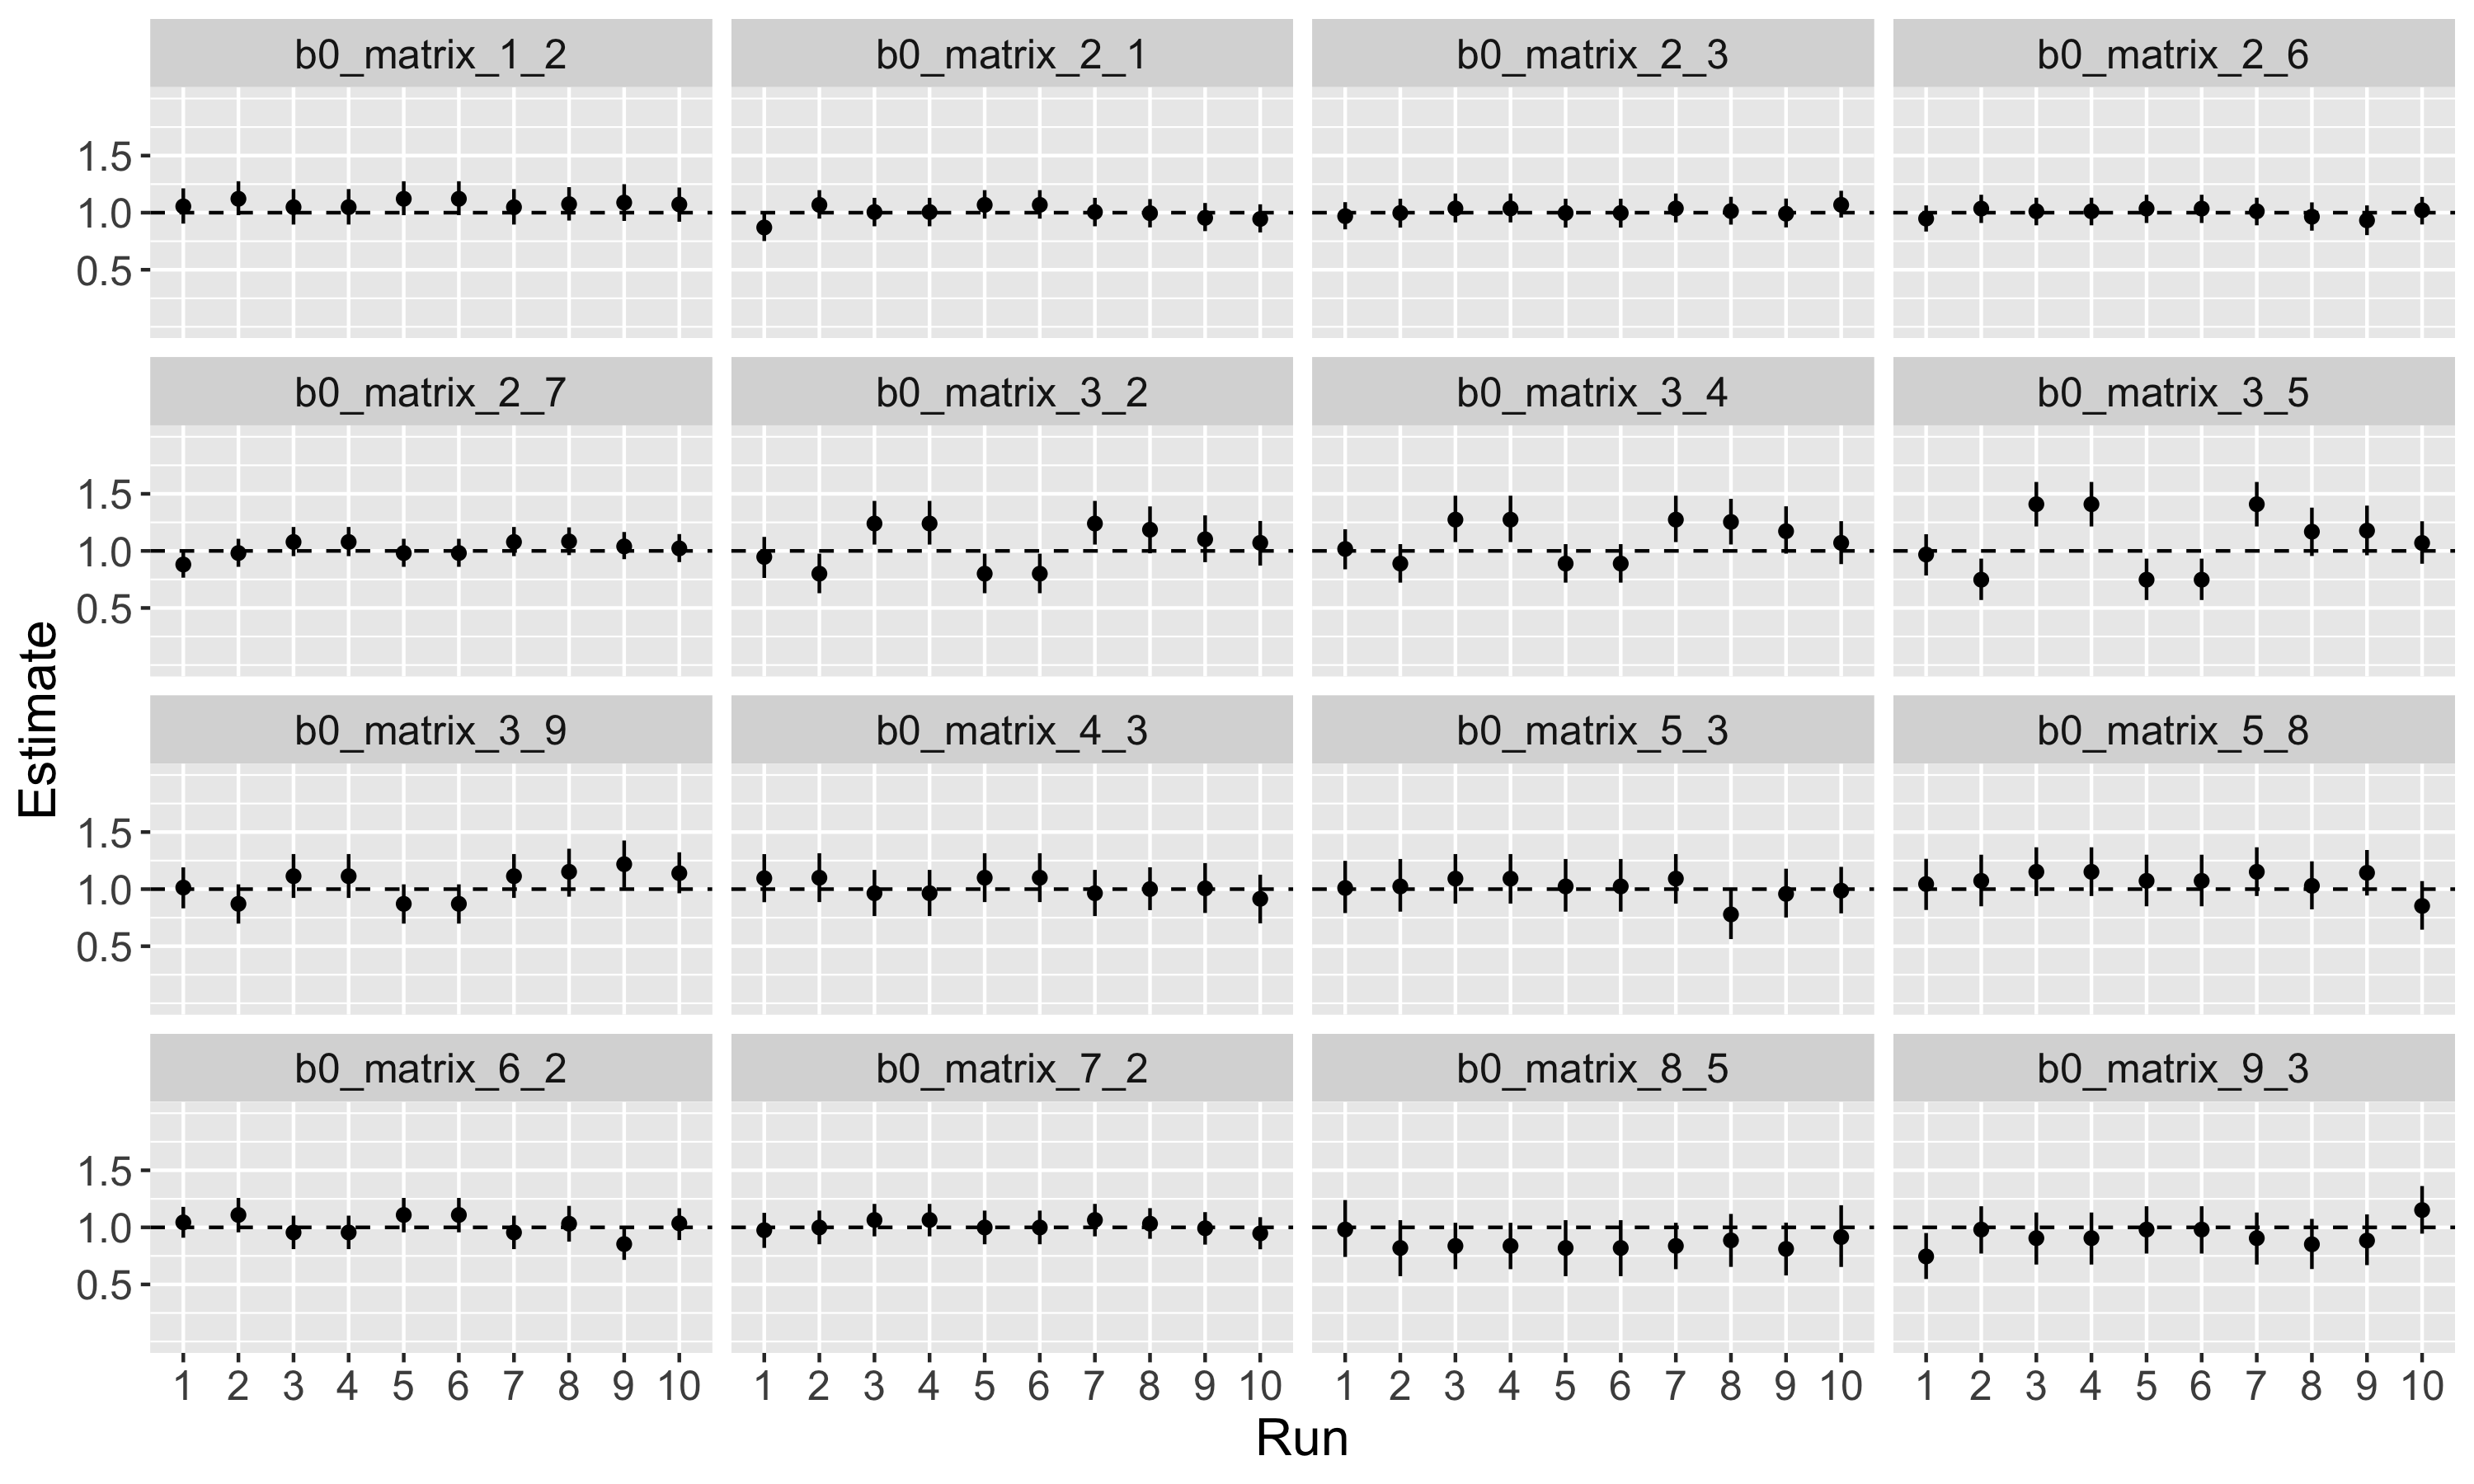 b0_matrix_1_2 b0_matrix_2_1 b0_matrix_2_3 b0_matrix_2_6
1.5
1.0
0.5
b0_matrix_2_7 b0_matrix_3_2 b0_matrix_3_4 b0_matrix_3_5
1.5
1.0
0.5
Estimate
b0_matrix_3_9 b0_matrix_4_3 b0_matrix_5_3 b0_matrix_5_8
1.5
1.0
0.5
b0_matrix_6_2 b0_matrix_7_2 b0_matrix_8_5 b0_matrix_9_3
1.5
1.0
0.5
1 2 3 4 5 6 7 8 9 10 1 2 3 4 5 6 7 8 9 10 1 2 3 4 5 6 7 8 9 10 1 2 3 4 5 6 7 8 9 10
Run